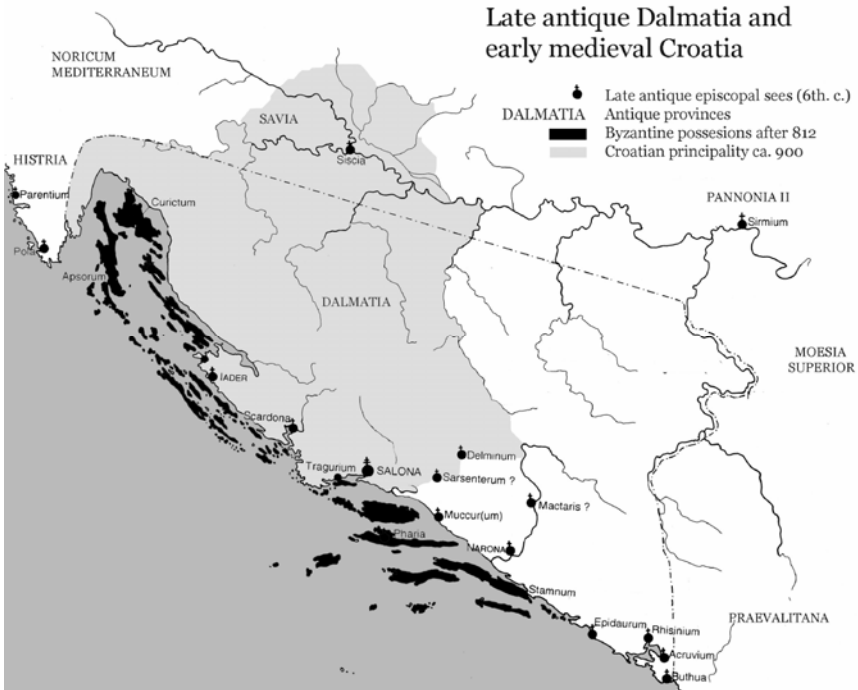 Late antique Dalmatia and
early medieval Croatia
Late antique episcopal sees (6th. c.)
DALMATIA Antique provinces
Byzantine possesions after 812
Croatian principality ca. 900
NORICUM
MEDITERRANEUM
SAVIA
HISTRIA
Siscia
Parentium
Curictum
PANNONIA II
Sirmium
Pola
Apsorum
DALMATIA
MOESIA
SUPERIOR
IADER
Scardona
Delminum
Tragurium
SALONA
Sarsenterum ?
Mactaris ?
Muccur(um)
Pharia
NARONA
Stamnum
PRAEVALITANA
Epidaurum
Rhisinium
Acruvium
Buthua